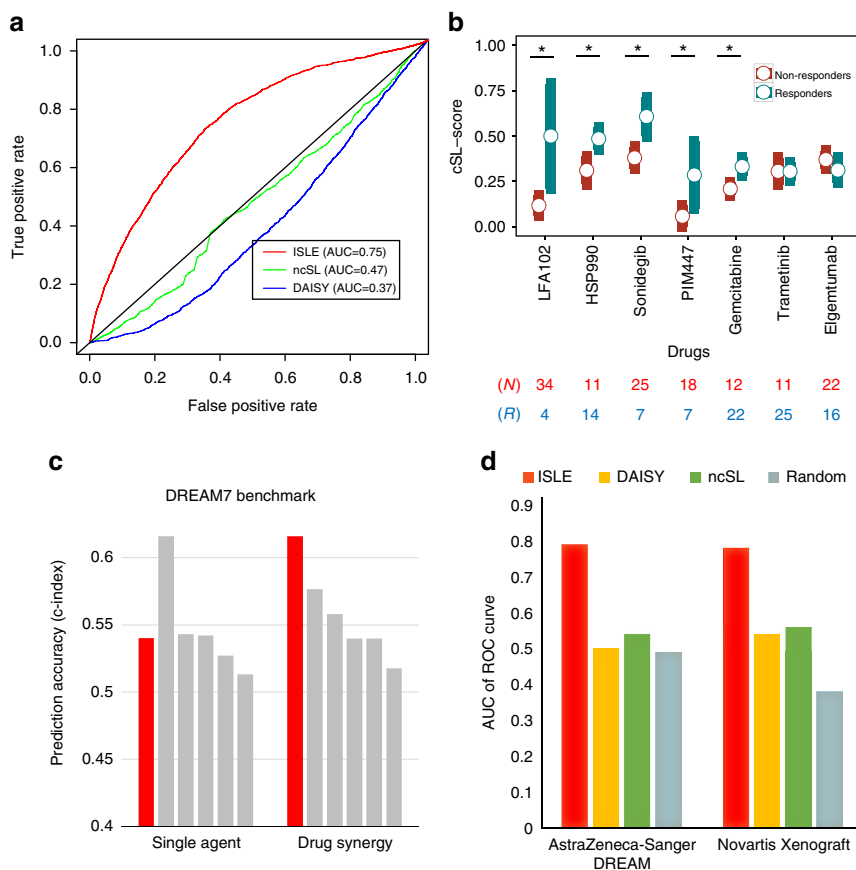 a
1.0
0.8
0.6
0.4
0.2
0.0
True positive rate
ISLE (AUC=0.75)
ncSL (AUC=0.47)
DAISY (AUC=0.37)
0.0 0.2 0.4 0.6 0.8 1.0
False positive rate
b
1.00
0.75
0.50
0.25
0.00
cSL–score
* * * * *
Non-responders
Responders
LFA102
HSP990
Sonidegib
PIM447
Gemcitabine
Trametinib
Elgemtumab
Drugs
(N) 34 11 25 18 12 11 22
(R) 4 14 7 7 22 25 16
c
DREAM7 benchmark
0.6
0.55
0.5
0.45
0.4
Prediction accuracy (c-index)
Single agent Drug synergy
d
ISLE DAISY ncSL Random
0.9
0.8
0.7
0.6
0.5
0.4
0.3
0.2
0.1
0
AUC of ROC curve
AstraZeneca-Sanger Novartis Xenograft
DREAM